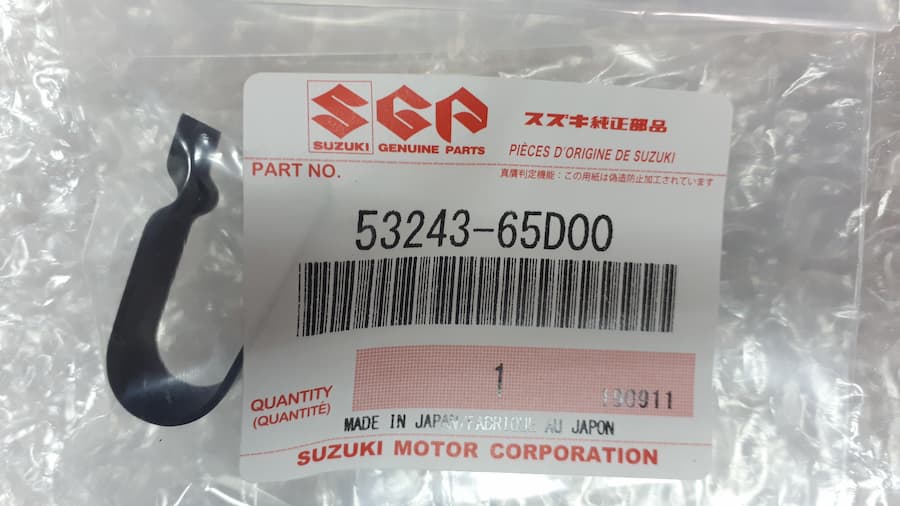 SUZUKI
SGP
GENUINE PARTS
スズキ純正部品
PIÈCES D'ORIGINE DE SUZUKI
PART NO.
真贋判定機能:この用紙は偽造防止加工されています
53243-65D00
QUANTITY
(QUANTITÉ)
1
190911
MADE IN JAPAN/FABRIQUE AU JAPON
SUZUKI MOTOR CORPORATION